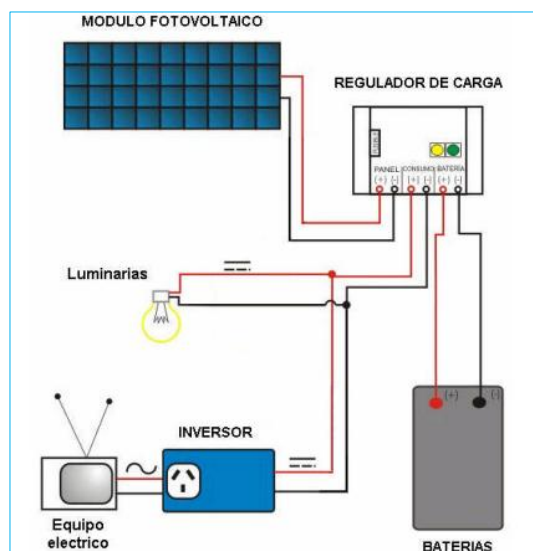 MODULO FOTOVOLTAICO
REGULADOR DE CARGA
PANEL CONSUMO BATERIA
(+) (-) (+) (-) (+) (-)
Luminarias
(+) (-)
INVERSOR
Equipo
electrico
BATERIAS